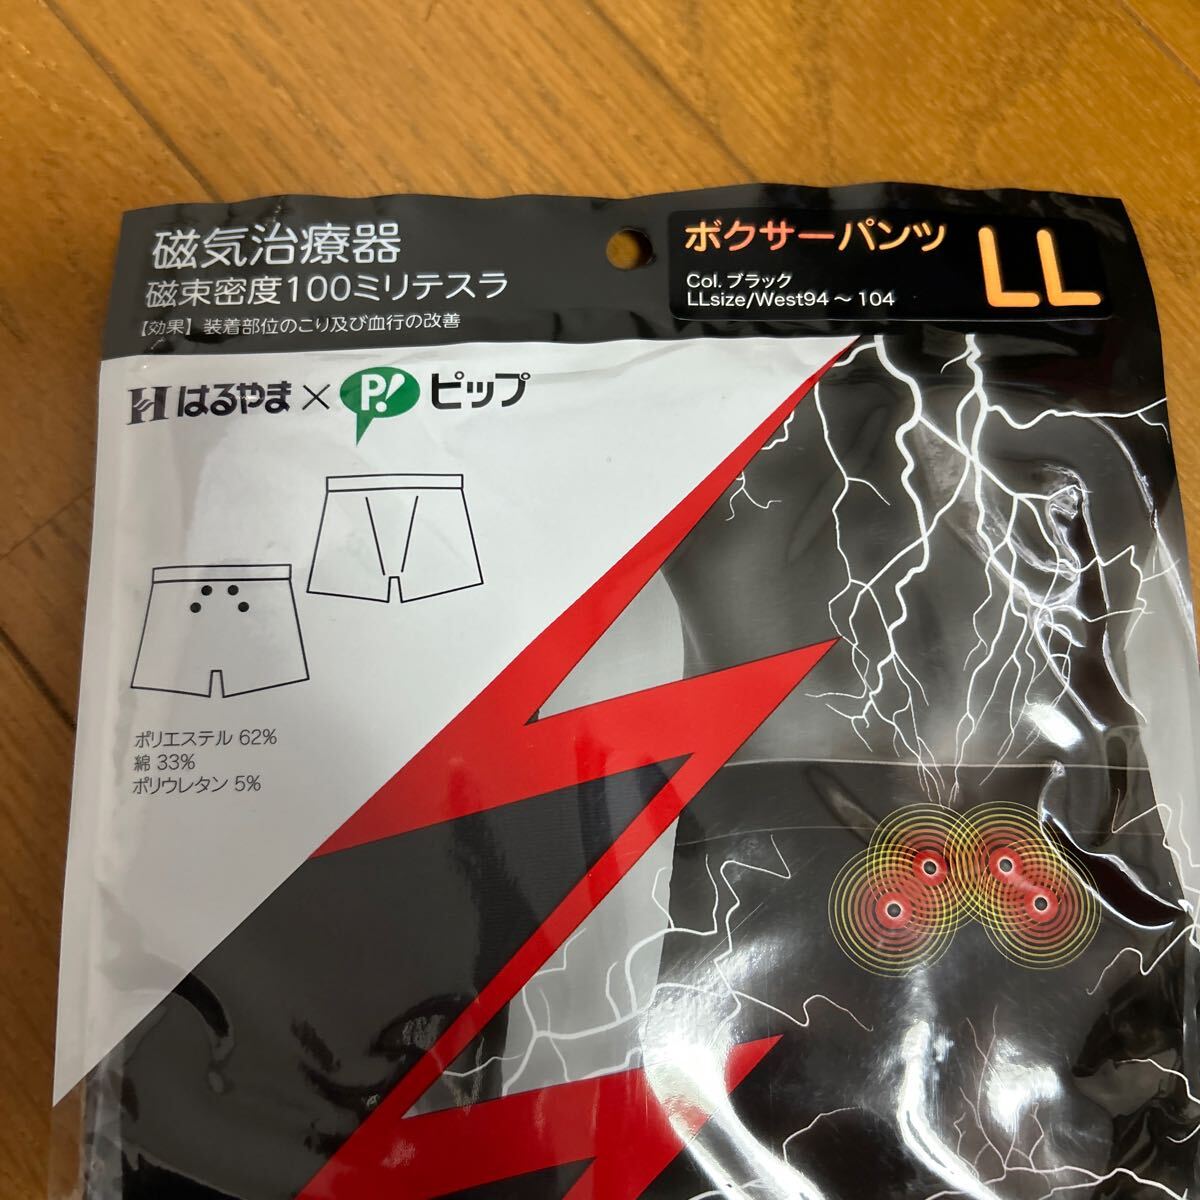 磁気治療器
磁束密度100ミリテスラ
【効果】装着部位のこり及び血行の改善
ボクサーパンツ
LL
Col. ブラック
LLsize/West94～104
はるやま×P!ピップ
ポリエステル 62%
綿 33%
ポリウレタン 5%